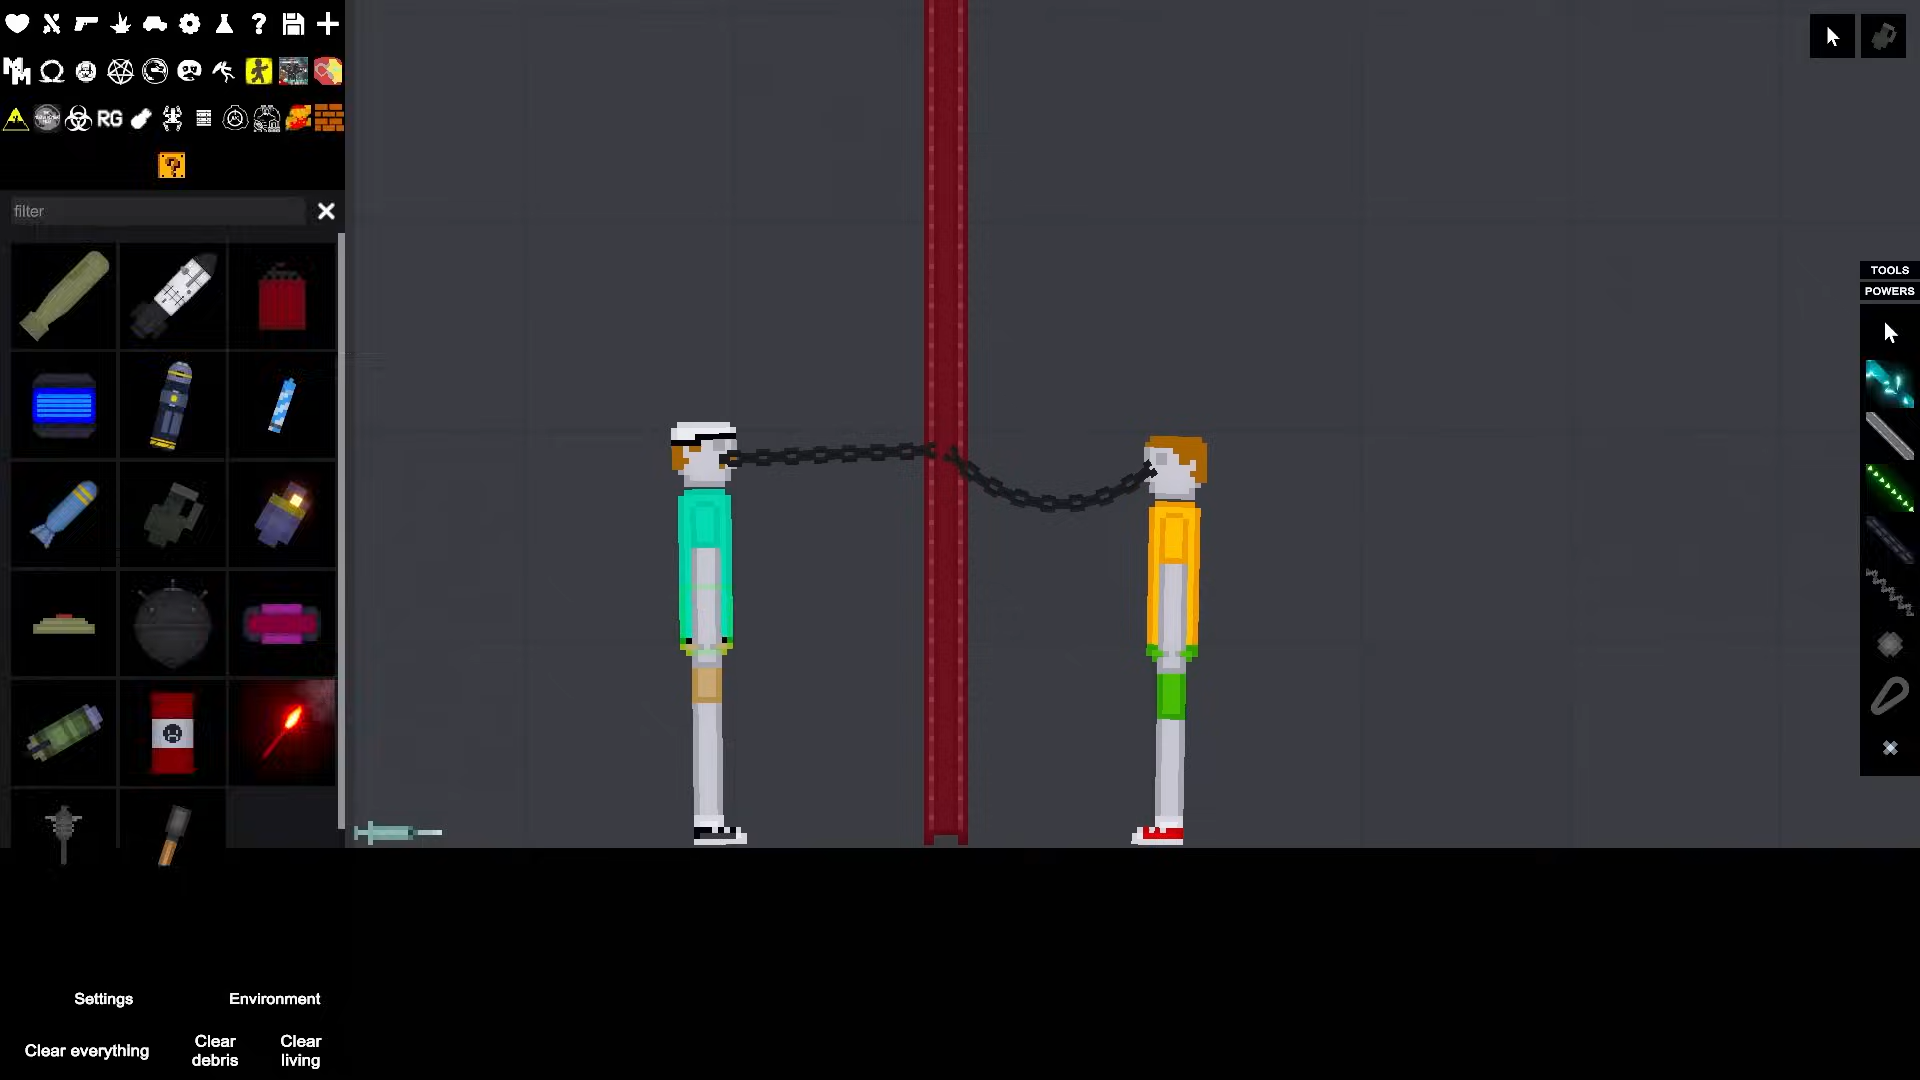 RG
filter
TOOLS
POWERS
Settings
Environment
Clear everything
Clear
debris
Clear
living